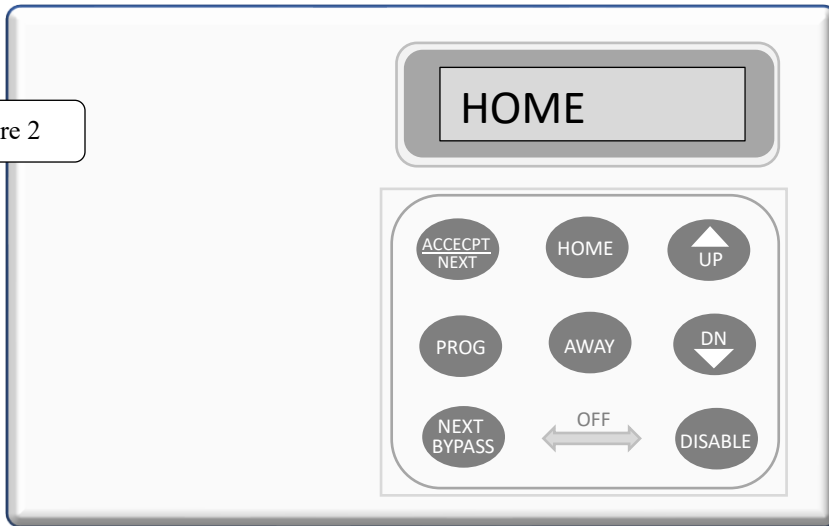 re 2
HOME
ACCECPT
NEXT
HOME
UP
PROG
AWAY
DN
NEXT
BYPASS
OFF
DISABLE